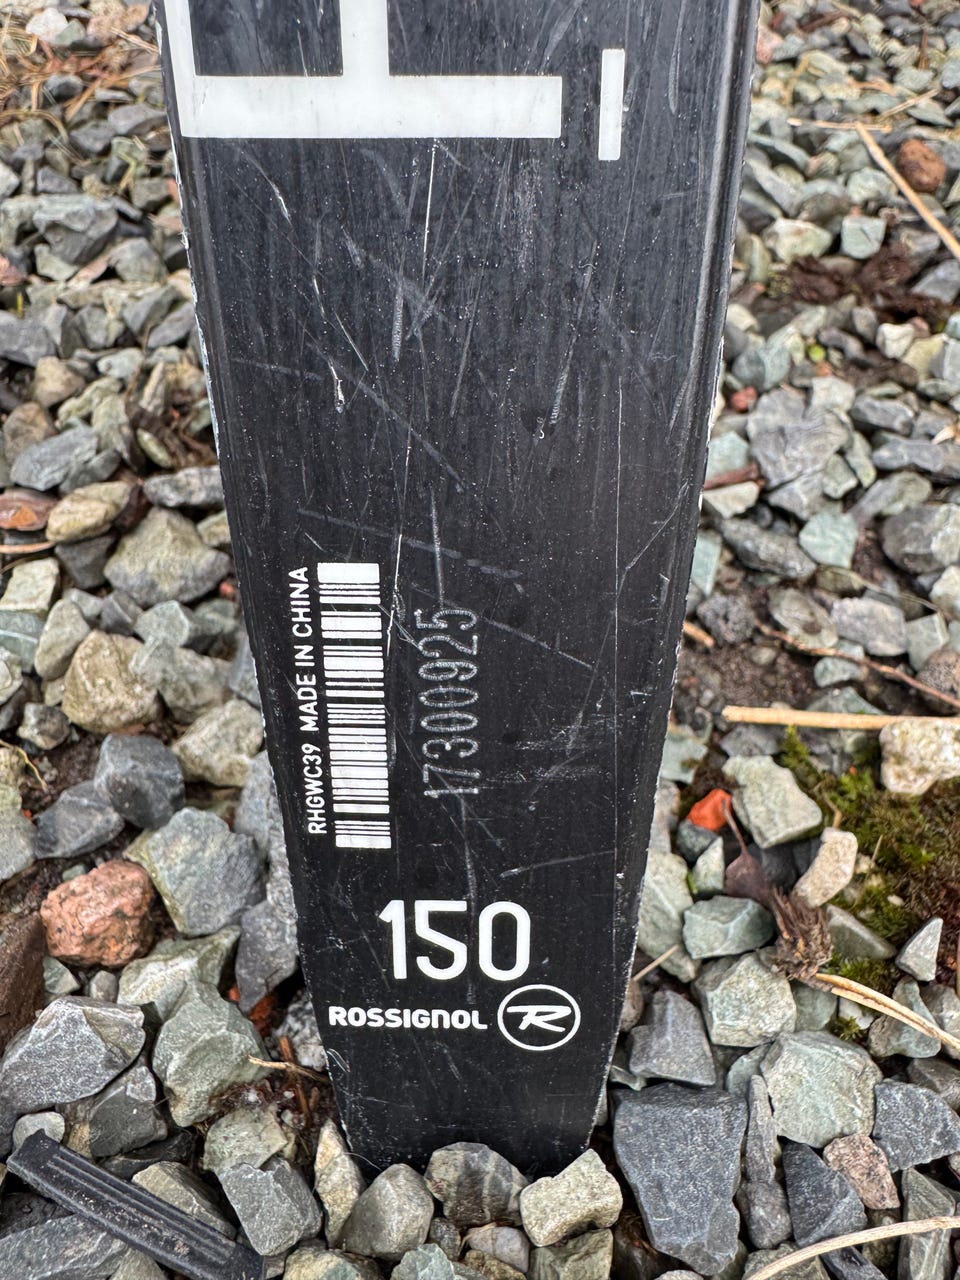 RHGWC39 MADE IN CHINA
17300925
150
ROSSIGNOL R